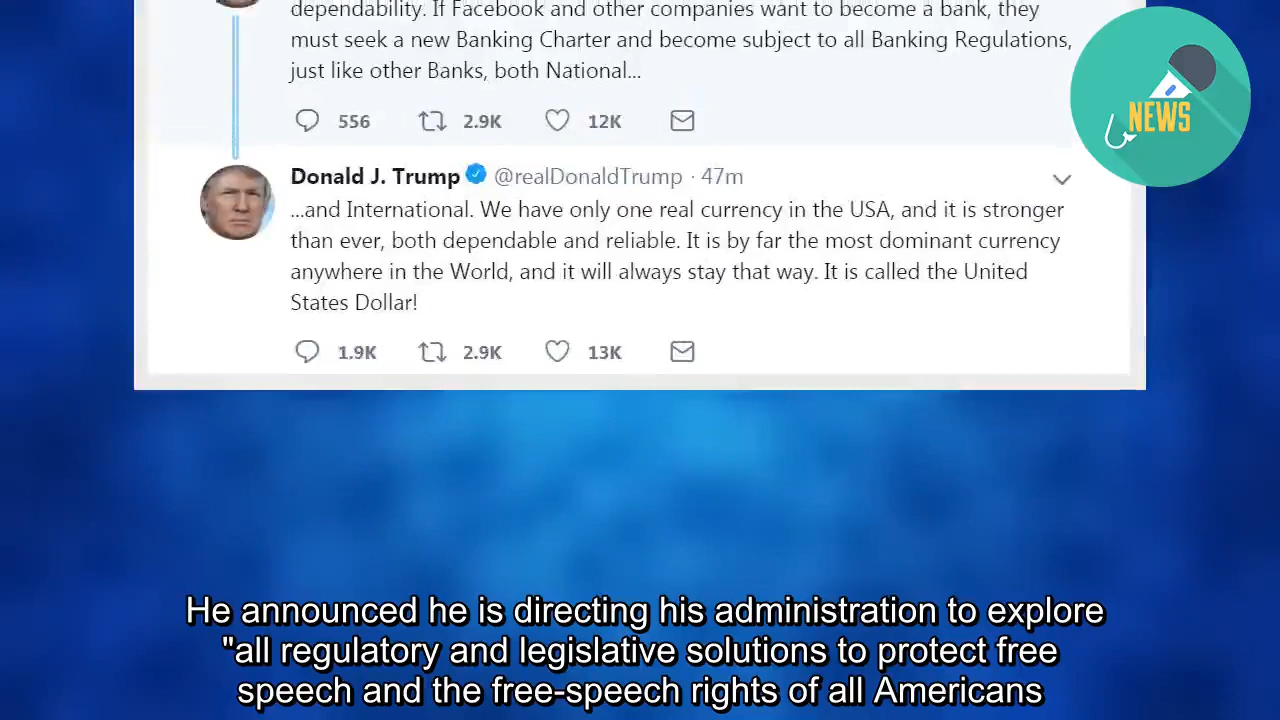 dependability. If Facebook and other companies want to become a bank, they
must seek a new Banking Charter and become subject to all Banking Regulations,
just like other Banks, both National...
556 2.9K 12K
NEWS
Donald J. Trump @realDonaldTrump · 47m
...and International. We have only one real currency in the USA, and it is stronger
than ever, both dependable and reliable. It is by far the most dominant currency
anywhere in the World, and it will always stay that way. It is called the United
States Dollar!
1.9K 2.9K 13K
He announced he is directing his administration to explore
"all regulatory and legislative solutions to protect free
speech and the free-speech rights of all Americans